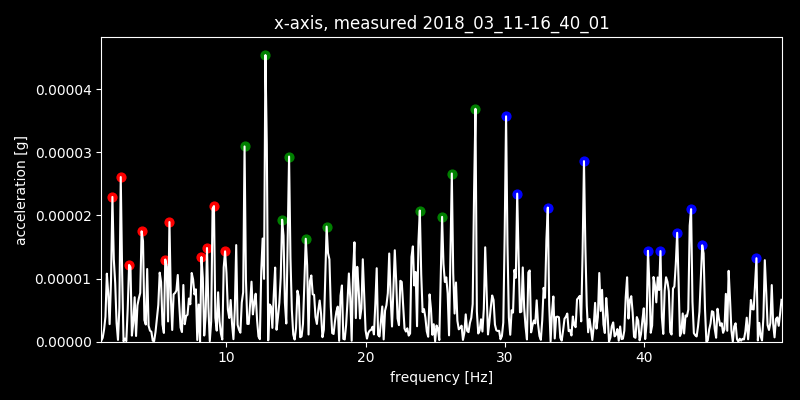 x-axis, measured 2018_03_11-16_40_01
acceleration [g]
0.00004
0.00003
0.00002
0.00001
0.00000
10 20 30 40
frequency [Hz]